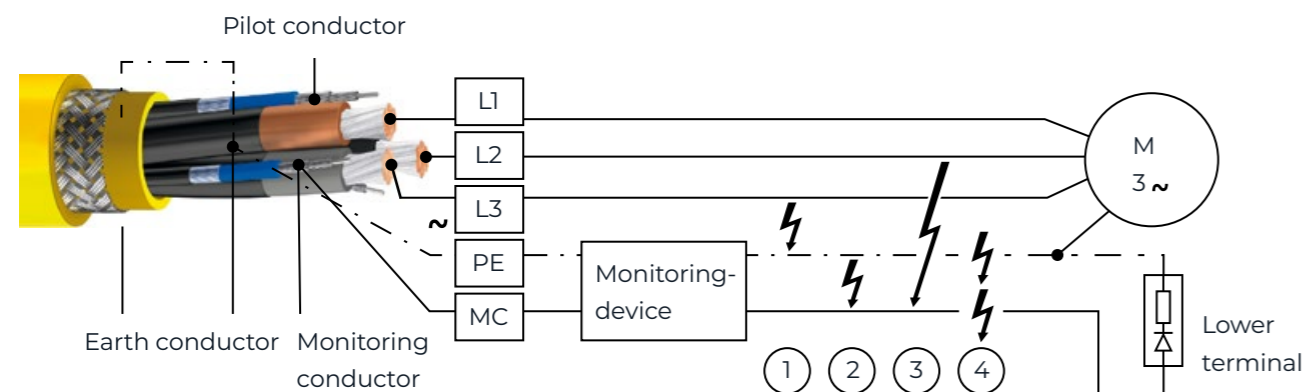 Pilot conductor
L1
L2
L3
~
PE
MC
M
3~
Monitoring-
device
Earth conductor
Monitoring
conductor
1
2
3
4
Lower
terminal